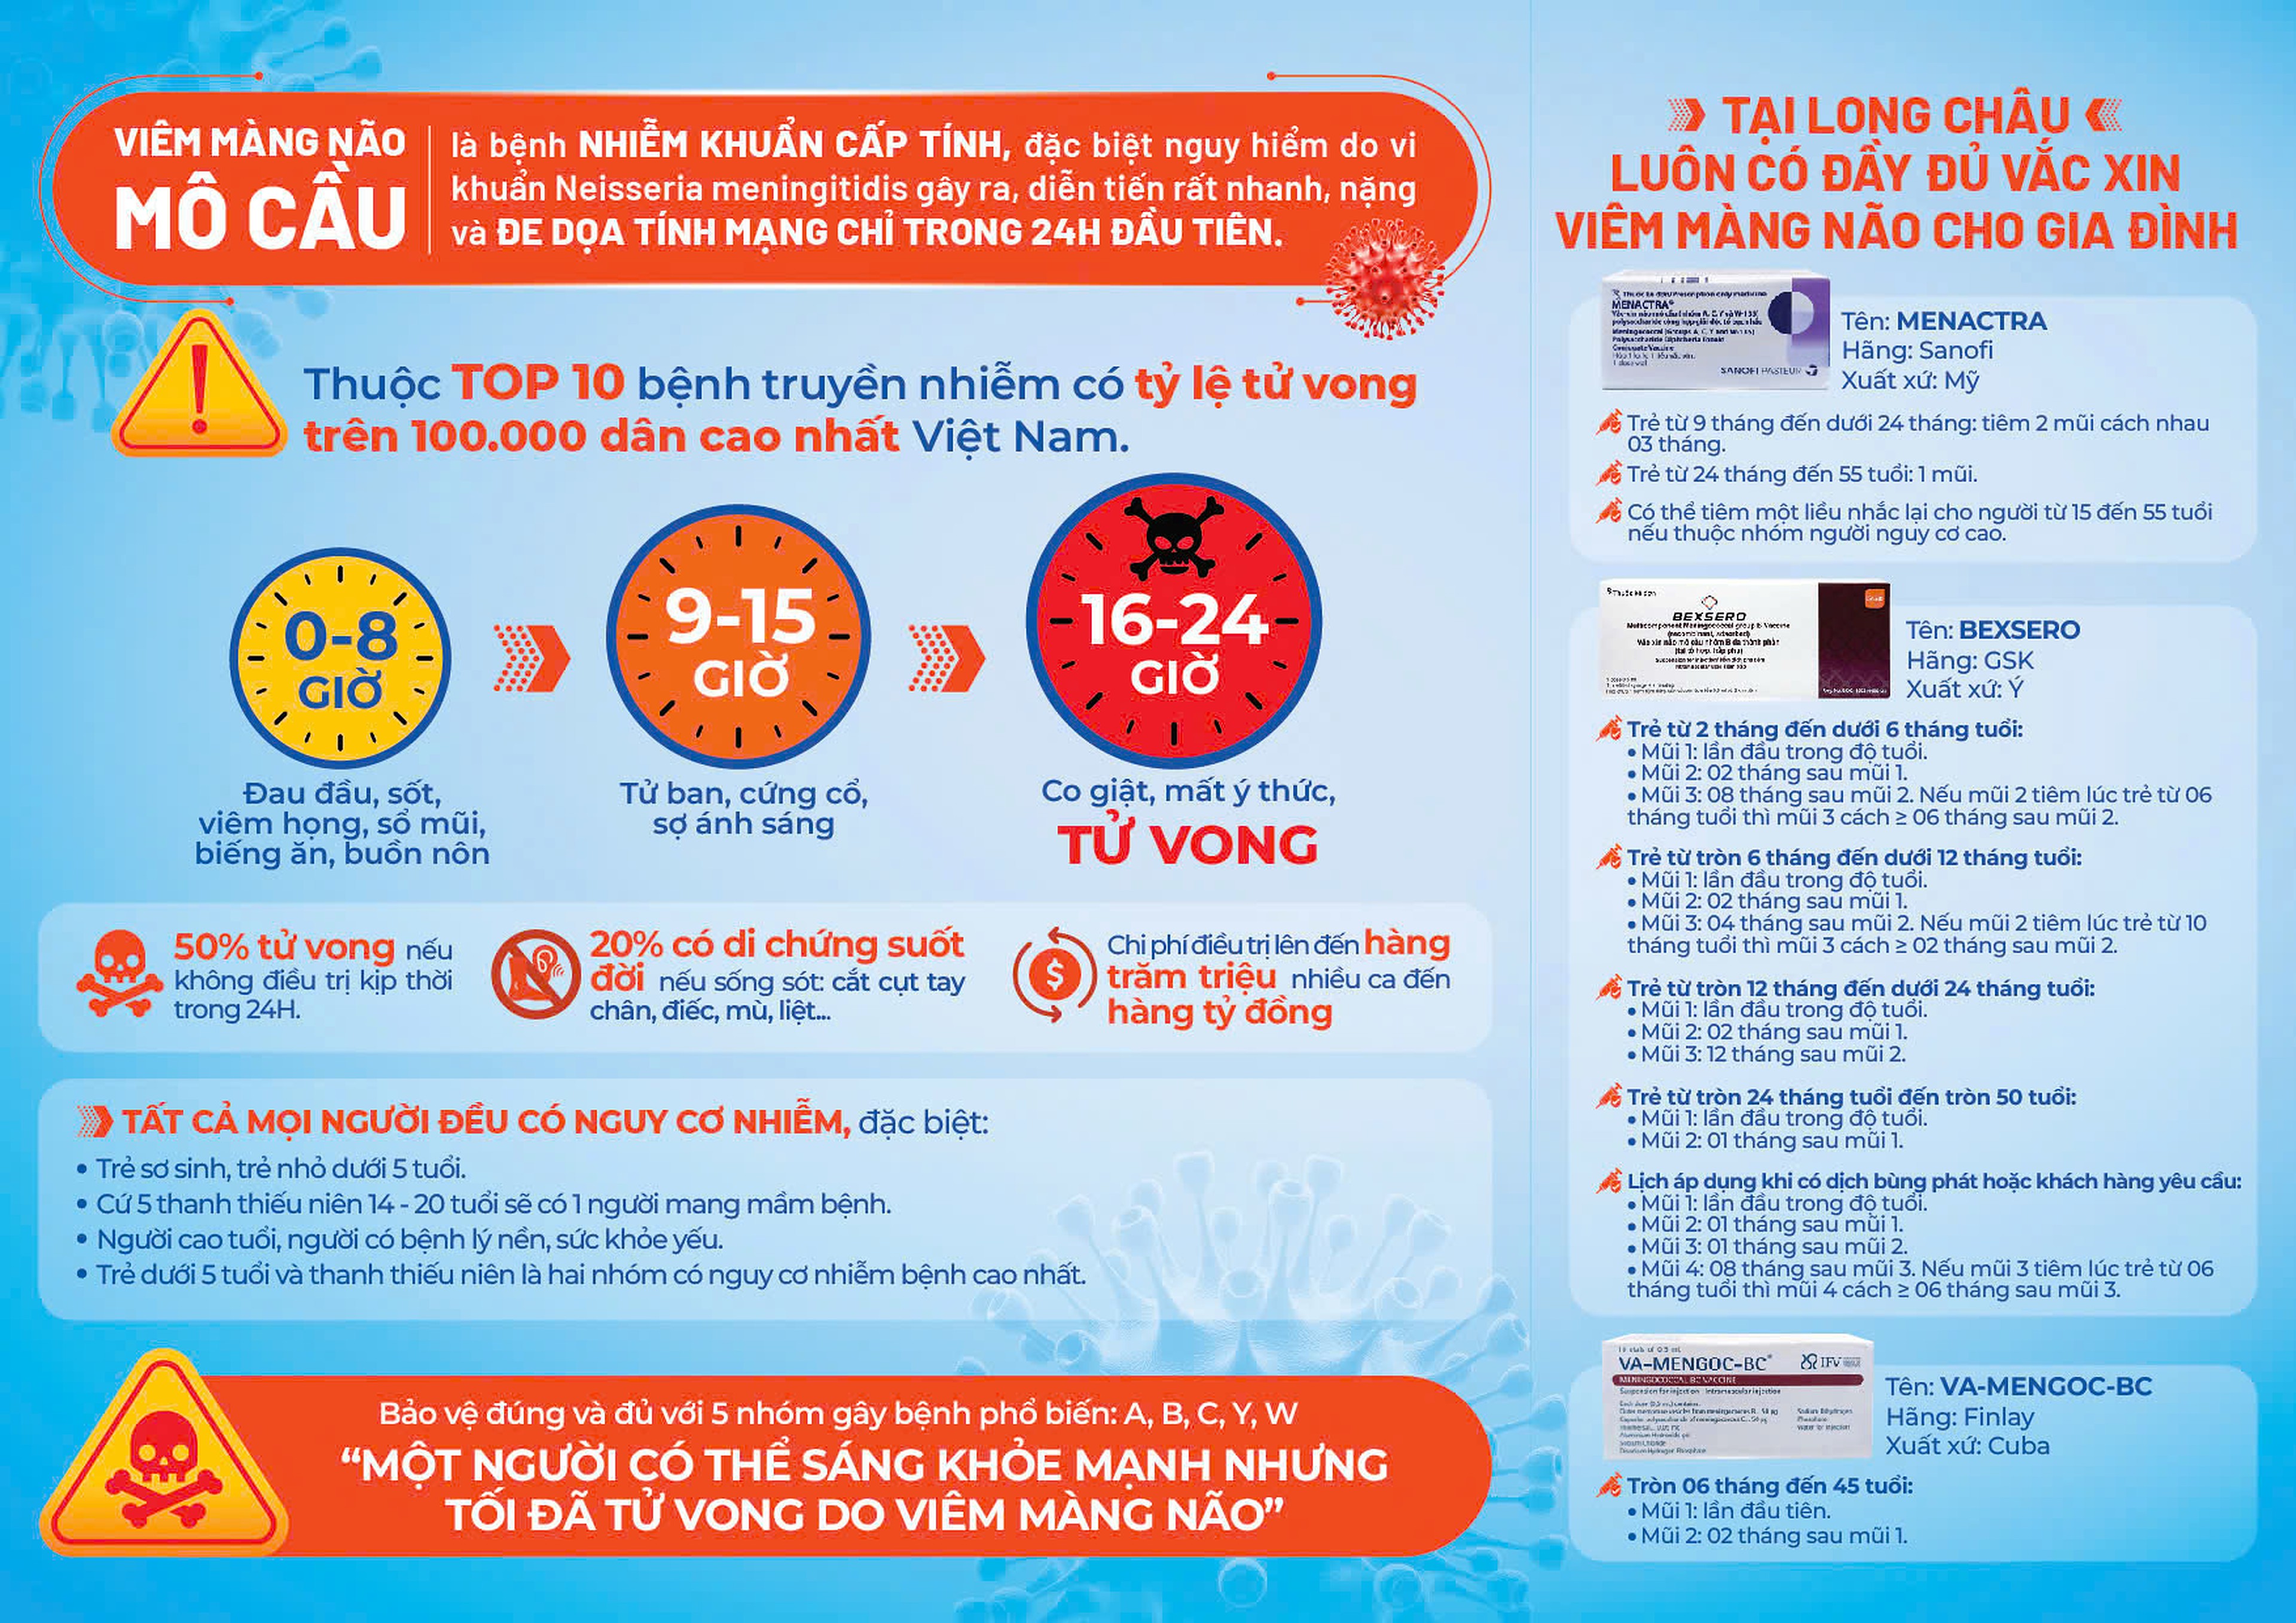 VIÊM MÀNG NÃO
MÔ CẦU
là bệnh NHIỄM KHUẨN CẤP TÍNH, đặc biệt nguy hiểm do vi
khuẩn Neisseria meningitidis gây ra, diễn tiến rất nhanh, nặng
và ĐE DỌA TÍNH MẠNG CHỈ TRONG 24H ĐẦU TIÊN.
Thuộc TOP 10 bệnh truyền nhiễm có tỷ lệ tử vong
trên 100.000 dân cao nhất Việt Nam.
0-8
GIỜ
Đau đầu, sốt,
viêm họng, sổ mũi,
biếng ăn, buồn nôn
9-15
GIỜ
Tử ban, cứng cổ,
sợ ánh sáng
16-24
GIỜ
Co giật, mất ý thức,
TỬ VONG
50% tử vong nếu
không điều trị kịp thời
trong 24H.
20% có di chứng suốt
đời nếu sống sót: cắt cụt tay
chân, điếc, mù, liệt...
Chi phí điều trị lên đến hàng
trăm triệu nhiều ca đến
hàng tỷ đồng
TẤT CẢ MỌI NGƯỜI ĐỀU CÓ NGUY CƠ NHIỄM, đặc biệt:
• Trẻ sơ sinh, trẻ nhỏ dưới 5 tuổi.
• Cứ 5 thanh thiếu niên 14 - 20 tuổi sẽ có 1 người mang mầm bệnh.
• Người cao tuổi, người có bệnh lý nền, sức khỏe yếu.
• Trẻ dưới 5 tuổi và thanh thiếu niên là hai nhóm có nguy cơ nhiễm bệnh cao nhất.
Bảo vệ đúng và đủ với 5 nhóm gây bệnh phổ biến: A, B, C, Y, W
“MỘT NGƯỜI CÓ THỂ SÁNG KHỎE MẠNH NHƯNG
TỐI ĐÃ TỬ VONG DO VIÊM MÀNG NÃO”
TẠI LONG CHÂU
LUÔN CÓ ĐẦY ĐỦ VẮC XIN
VIÊM MÀNG NÃO CHO GIA ĐÌNH
MENACTRA®
SANOFI PASTEUR
Tên: MENACTRA
Hãng: Sanofi
Xuất xứ: Mỹ
Trẻ từ 9 tháng đến dưới 24 tháng: tiêm 2 mũi cách nhau
03 tháng.
Trẻ từ 24 tháng đến 55 tuổi: 1 mũi.
Có thể tiêm một liều nhắc lại cho người từ 15 đến 55 tuổi
nếu thuộc nhóm người nguy cơ cao.
BEXSERO
Tên: BEXSERO
Hãng: GSK
Xuất xứ: Ý
Trẻ từ 2 tháng đến dưới 6 tháng tuổi:
• Mũi 1: lần đầu trong độ tuổi.
• Mũi 2: 02 tháng sau mũi 1.
• Mũi 3: 08 tháng sau mũi 2. Nếu mũi 2 tiêm lúc trẻ từ 06
tháng tuổi thì mũi 3 cách ≥ 06 tháng sau mũi 2.
Trẻ từ tròn 6 tháng đến dưới 12 tháng tuổi:
• Mũi 1: lần đầu trong độ tuổi.
• Mũi 2: 02 tháng sau mũi 1.
• Mũi 3: 04 tháng sau mũi 2. Nếu mũi 2 tiêm lúc trẻ từ 10
tháng tuổi thì mũi 3 cách ≥ 02 tháng sau mũi 2.
Trẻ từ tròn 12 tháng đến dưới 24 tháng tuổi:
• Mũi 1: lần đầu trong độ tuổi.
• Mũi 2: 02 tháng sau mũi 1.
• Mũi 3: 12 tháng sau mũi 2.
Trẻ từ tròn 24 tháng tuổi đến tròn 50 tuổi:
• Mũi 1: lần đầu trong độ tuổi.
• Mũi 2: 01 tháng sau mũi 1.
Lịch áp dụng khi có dịch bùng phát hoặc khách hàng yêu cầu:
• Mũi 1: lần đầu trong độ tuổi.
• Mũi 2: 01 tháng sau mũi 1.
• Mũi 3: 01 tháng sau mũi 2.
• Mũi 4: 08 tháng sau mũi 3. Nếu mũi 3 tiêm lúc trẻ từ 06
tháng tuổi thì mũi 4 cách ≥ 06 tháng sau mũi 3.
VA-MENGOC-BC®
IFV
MENINGOCOCCAL BC VACCINE
Tên: VA-MENGOC-BC
Hãng: Finlay
Xuất xứ: Cuba
Tròn 06 tháng đến 45 tuổi:
• Mũi 1: lần đầu tiên.
• Mũi 2: 02 tháng sau mũi 1.